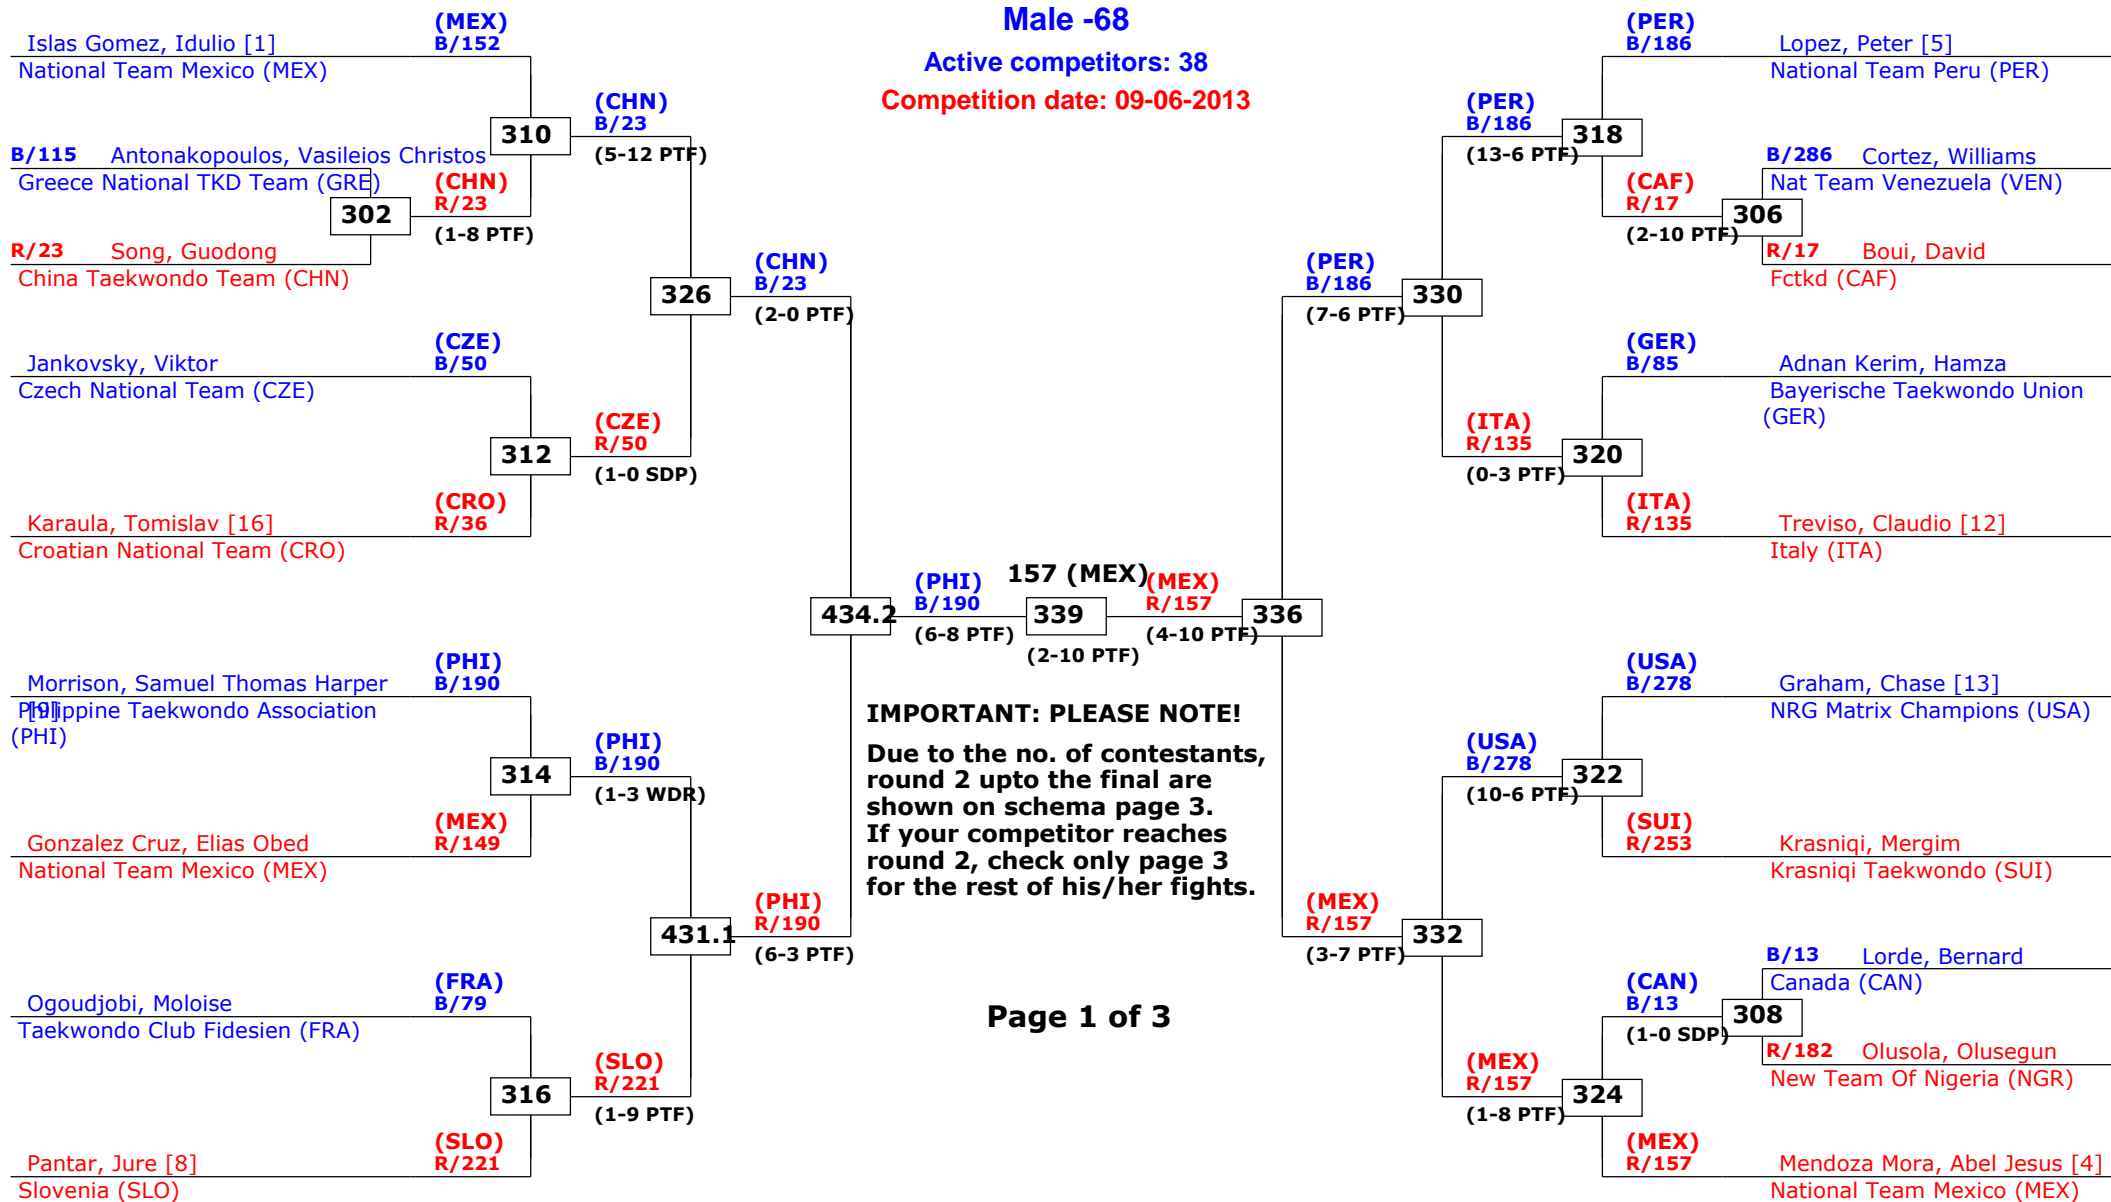 Male -68
Active competitors: 38
Competition date: 09-06-2013
(MEX)
B/152
Islas Gomez, Idulio [1]
National Team Mexico (MEX)
310
(CHN)
B/23
(5-12 PTF)
B/115 Antonakopoulos, Vasileios Christos
Greece National TKD Team (GRE)
302
(CHN)
R/23
(1-8 PTF)
R/23 Song, Guodong
China Taekwondo Team (CHN)
326
(CHN)
B/23
(2-0 PTF)
(CZE)
B/50
Jankovsky, Viktor
Czech National Team (CZE)
312
(CZE)
R/50
(1-0 SDP)
(CRO)
R/36
Karaula, Tomislav [16]
Croatian National Team (CRO)
434.2
(PHI)
B/190
(6-8 PTF)
157 (MEX)
339
(2-10 PTF)
(MEX)
R/157
(4-10 PTF)
336
(PHI)
B/190
Morrison, Samuel Thomas Harper
[9]
Philippine Taekwondo Association
(PHI)
314
(PHI)
B/190
(1-3 WDR)
(MEX)
R/149
Gonzalez Cruz, Elias Obed
National Team Mexico (MEX)
431.1
(PHI)
R/190
(6-3 PTF)
(FRA)
B/79
Ogoudjobi, Moloise
Taekwondo Club Fidesien (FRA)
316
(SLO)
R/221
(1-9 PTF)
(SLO)
R/221
Pantar, Jure [8]
Slovenia (SLO)
IMPORTANT: PLEASE NOTE!
Due to the no. of contestants,
round 2 upto the final are
shown on schema page 3.
If your competitor reaches
round 2, check only page 3
for the rest of his/her fights.
Page 1 of 3
(PER)
B/186
Lopez, Peter [5]
National Team Peru (PER)
(PER)
B/186
(13-6 PTF)
318
B/286 Cortez, Williams
Nat Team Venezuela (VEN)
(CAF)
R/17
(2-10 PTF)
306
R/17 Boui, David
Fctkd (CAF)
(PER)
B/186
(7-6 PTF)
330
(GER)
B/85
Adnan Kerim, Hamza
Bayerische Taekwondo Union
(GER)
(ITA)
R/135
(0-3 PTF)
320
(ITA)
R/135
Treviso, Claudio [12]
Italy (ITA)
(USA)
B/278
Graham, Chase [13]
NRG Matrix Champions (USA)
(USA)
B/278
(10-6 PTF)
322
(SUI)
R/253
Krasniqi, Mergim
Krasniqi Taekwondo (SUI)
(MEX)
R/157
(3-7 PTF)
332
B/13 Lorde, Bernard
Canada (CAN)
(CAN)
B/13
(1-0 SDP)
308
R/182 Olusola, Olusegun
New Team Of Nigeria (NGR)
(MEX)
R/157
(1-8 PTF)
324
(MEX)
R/157
Mendoza Mora, Abel Jesus [4]
National Team Mexico (MEX)